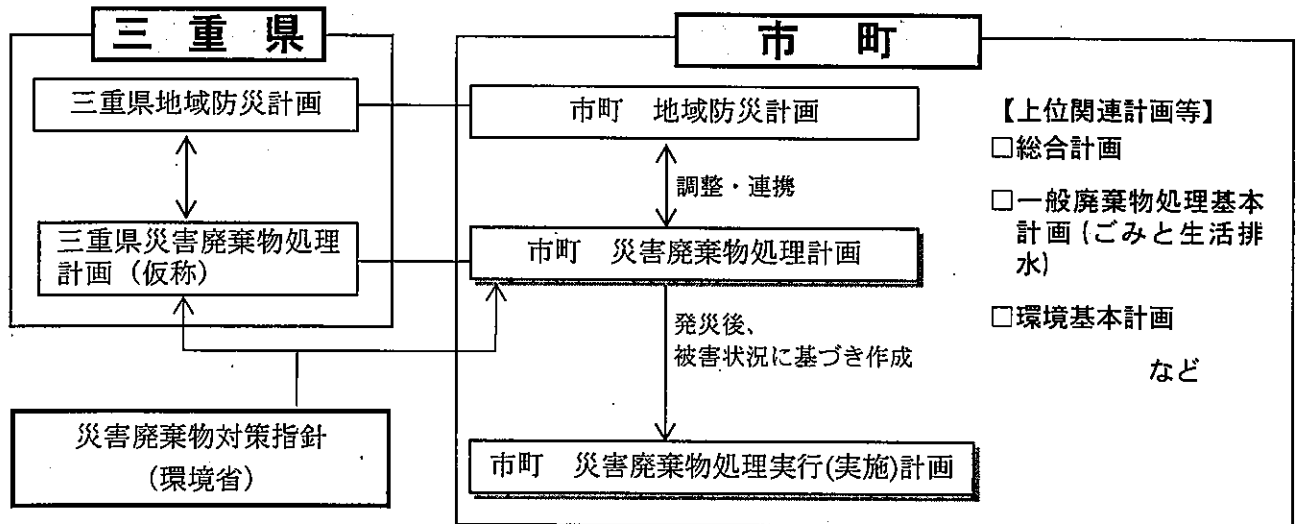 三重県
三重県地域防災計画
三重県災害廃棄物処理
計画（仮称）
災害廃棄物対策指針
（環境省）
市町
市町　地域防災計画
調整・連携
市町　災害廃棄物処理計画
発災後、
被害状況に基づき作成
市町　災害廃棄物処理実行(実施)計画
【上位関連計画等】
□総合計画
□一般廃棄物処理基本
計画（ごみと生活排
水）
□環境基本計画
など